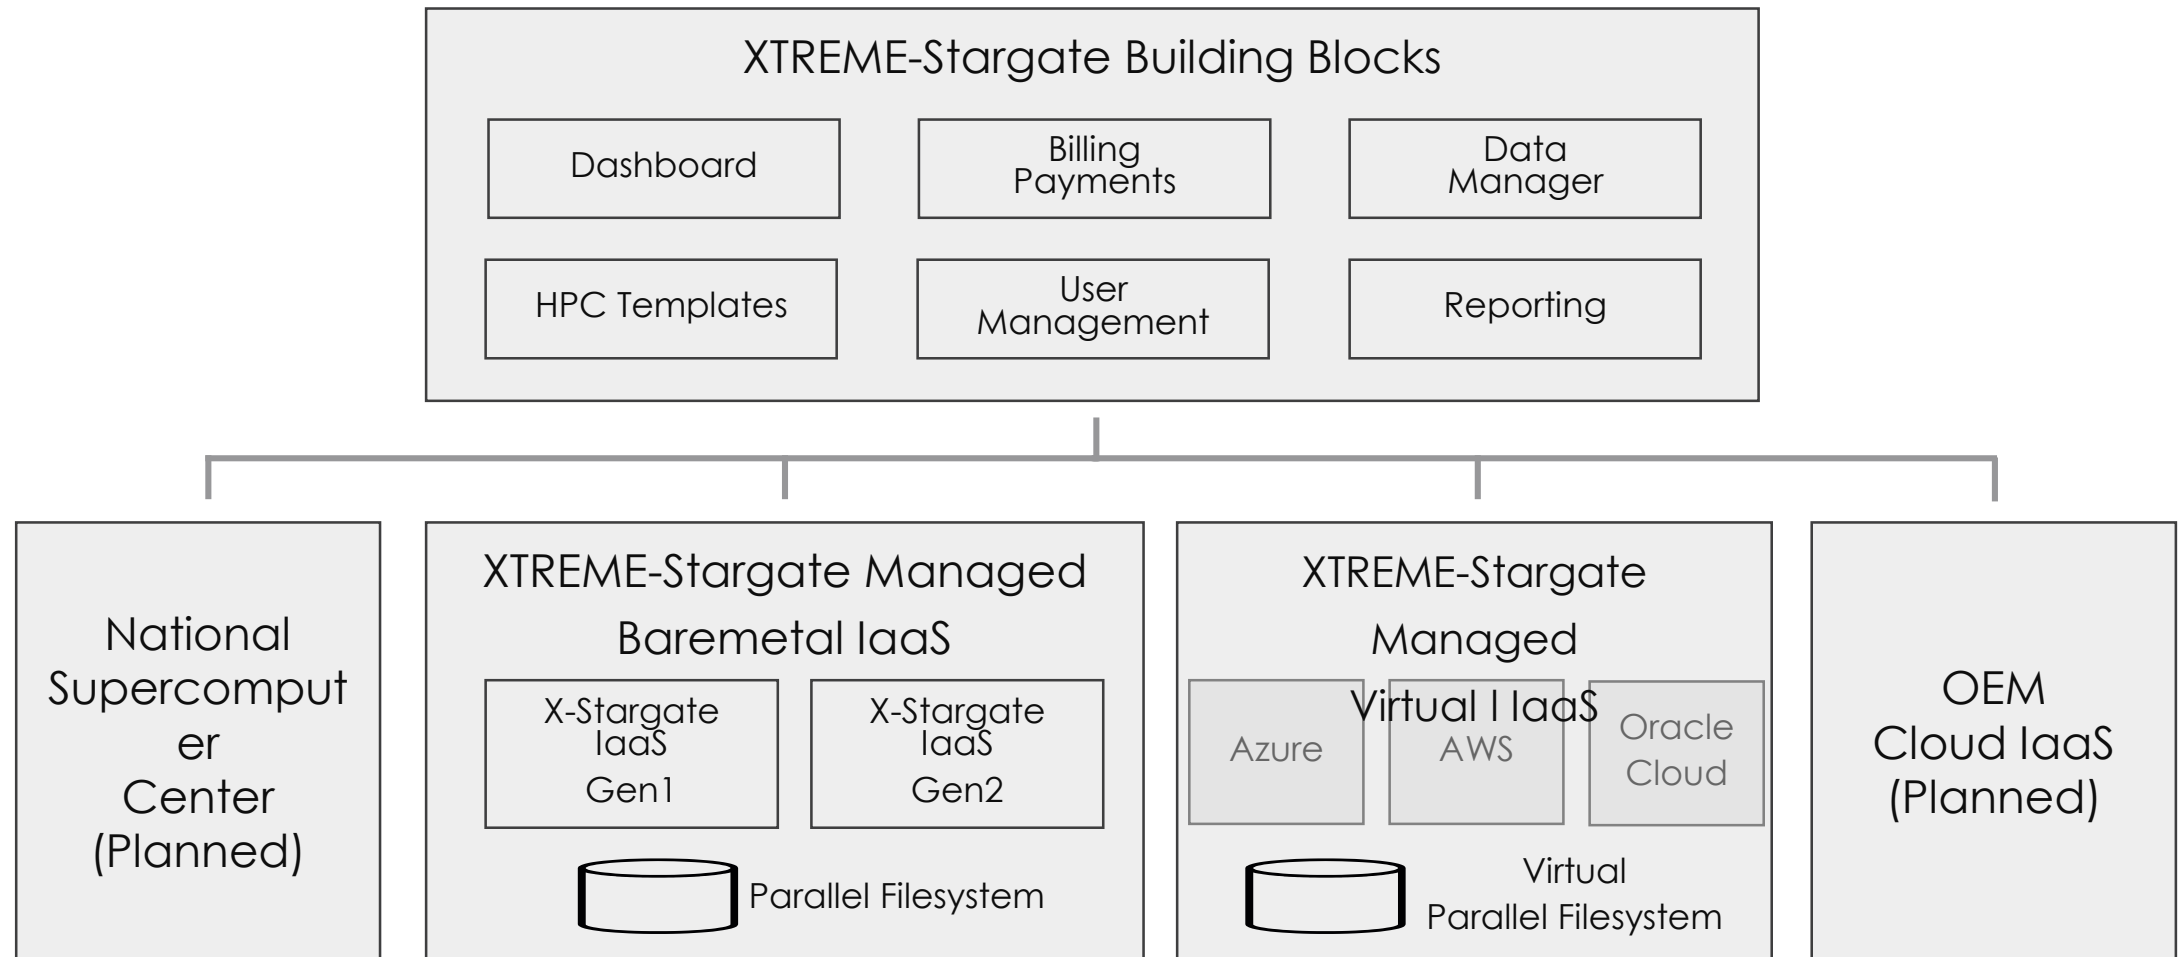 XTREME-Stargate Building Blocks
Dashboard
Billing
Payments
Data
Manager
HPC Templates
User
Management
Reporting
National
Supercomput
er
Center
(Planned)
XTREME-Stargate Managed
Baremetal IaaS
X-Stargate
IaaS
Gen1
X-Stargate
IaaS
Gen2
Parallel Filesystem
XTREME-Stargate
Managed
Virtual l IaaS
Azure
AWS
Oracle
Cloud
Virtual
Parallel Filesystem
OEM
Cloud IaaS
(Planned)